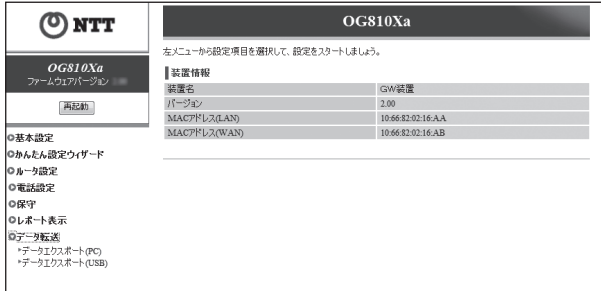 NTT
OG810Xa
ファームウェアバージョン
再起動
基本設定
かんたん設定ウィザード
ルータ設定
電話設定
保守
レポート表示
データ転送
データエクスポート(PC)
データエクスポート(USB)
OG810Xa
左メニューから設定項目を選択して、設定をスタートしましょう。
装置情報
装置名 GW装置
バージョン 2.00
MACアドレス(LAN) 10:66:82:02:16:AA
MACアドレス(WAN) 10:66:82:02:16:AB